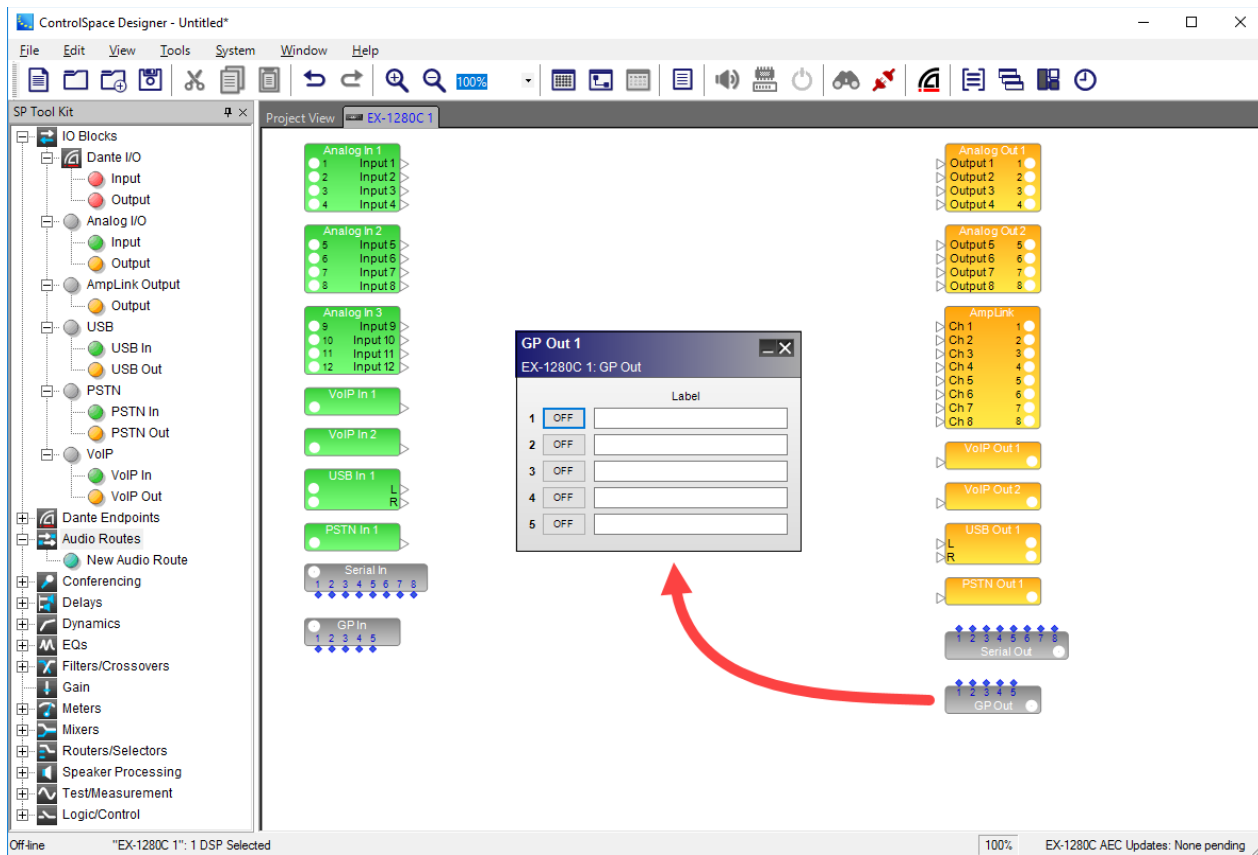 ControlSpace Designer - Untitled*
File Edit View Tools System Window Help
100%
SP Tool Kit
Project View EX-1280C 1
IO Blocks
Dante I/O
Input
Output
Analog I/O
Input
Output
AmpLink Output
Output
USB
USB In
USB Out
PSTN
PSTN In
PSTN Out
VoIP
VoIP In
VoIP Out
Dante Endpoints
Audio Routes
New Audio Route
Conferencing
Delays
Dynamics
EQs
Filters/Crossovers
Gain
Meters
Mixers
Routers/Selectors
Speaker Processing
Test/Measurement
Logic/Control
Analog In 1
1 Input 1
2 Input 2
3 Input 3
4 Input 4
Analog In 2
5 Input 5
6 Input 6
7 Input 7
8 Input 8
Analog In 3
9 Input 9
10 Input 10
11 Input 11
12 Input 12
VoIP In 1
VoIP In 2
USB In 1
L
R
PSTN In 1
Serial In
1 2 3 4 5 6 7 8
GP In
1 2 3 4 5
GP Out 1
EX-1280C 1: GP Out
Label
1 OFF
2 OFF
3 OFF
4 OFF
5 OFF
Analog Out 1
Output 1 1
Output 2 2
Output 3 3
Output 4 4
Analog Out 2
Output 5 5
Output 6 6
Output 7 7
Output 8 8
AmpLink
Ch 1 1
Ch 2 2
Ch 3 3
Ch 4 4
Ch 5 5
Ch 6 6
Ch 7 7
Ch 8 8
VoIP Out 1
VoIP Out 2
USB Out 1
L
R
PSTN Out 1
1 2 3 4 5 6 7 8
Serial Out
1 2 3 4 5
GP Out
Off-line "EX-1280C 1": 1 DSP Selected 100% EX-1280C AEC Updates: None pending